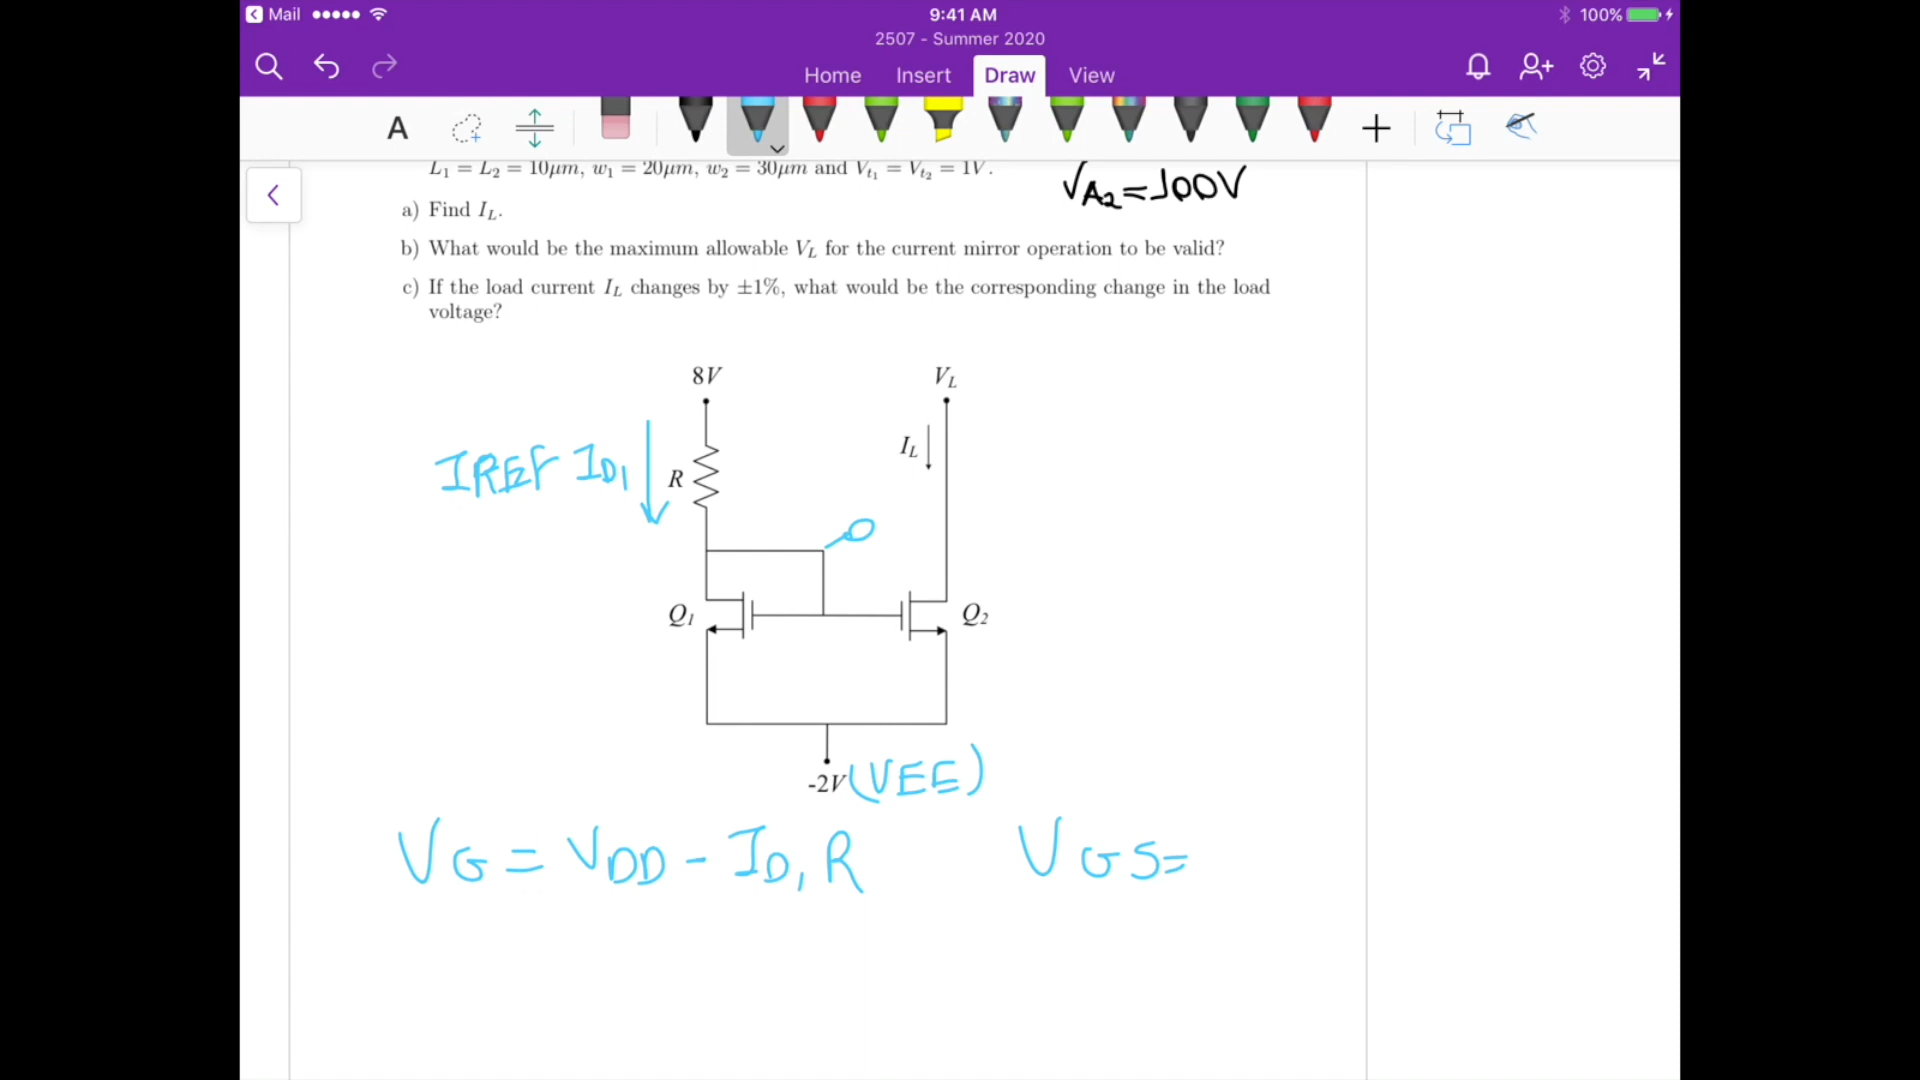 Mail 9:41 AM 100%
2507 - Summer 2020
Home Insert Draw View
A
L₁ = L₂ = 10μm, w₁ = 20μm, w₂ = 30μm and Vt₁ = Vt₂ = 1V.
VA2=100V
a) Find IL.
b) What would be the maximum allowable VL for the current mirror operation to be valid?
c) If the load current IL changes by ±1%, what would be the corresponding change in the load
voltage?
8V VL
IREF ID1 R IL
Q1 Q2
-2V (VEE)
VG = VDD - ID1 R VGS=